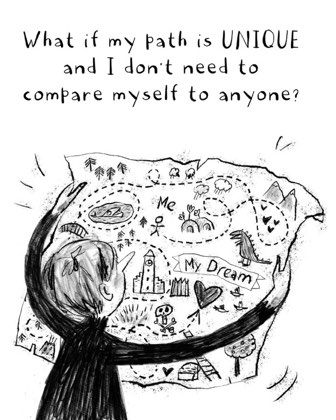 What if my path is UNIQUE
and I don't need to
compare myself to anyone?
Me
My Dream